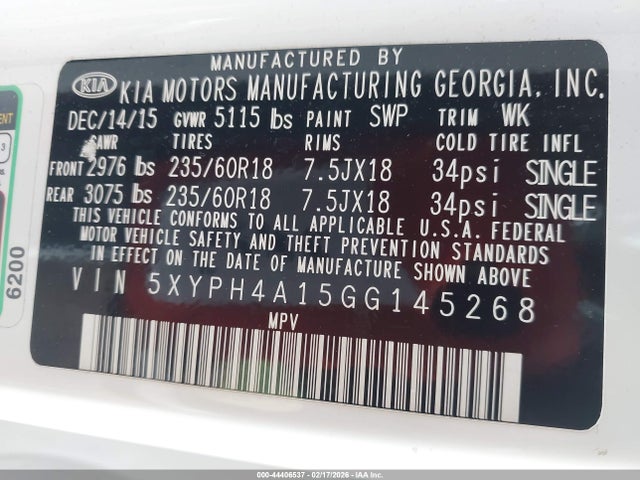 MANUFACTURED BY
KIA KIA MOTORS MANUFACTURING GEORGIA, INC.
DEC/14/15 GVWR 5115 lbs PAINT SWP TRIM WK
GAWR TIRES RIMS COLD TIRE INFL
FRONT 2976 lbs 235/60R18 7.5JX18 34psi SINGLE
REAR 3075 lbs 235/60R18 7.5JX18 34psi SINGLE
THIS VEHICLE CONFORMS TO ALL APPLICABLE U.S.A. FEDERAL
MOTOR VEHICLE SAFETY AND THEFT PREVENTION STANDARDS
IN EFFECT ON THE DATE OF MANUFACTURE SHOWN ABOVE
VIN 5XYPH4A15GG145268
MPV
6200
000-44406537 - 02/17/2026 - IAA Inc.